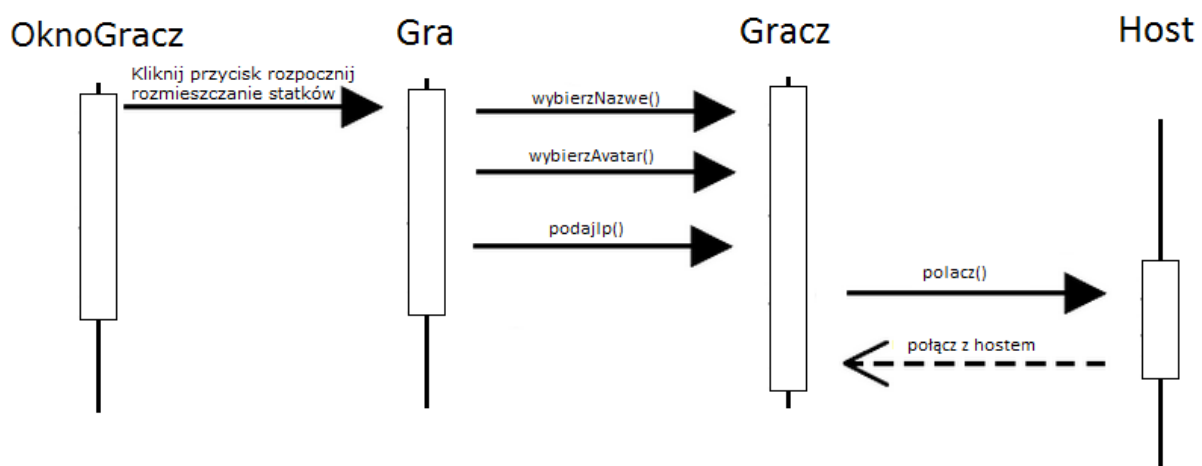 OknoGracz
Gra
Gracz
Host
Kliknij przycisk rozpocznij
rozmieszczanie statków
wybierzNazwe()
wybierzAvatar()
podajIp()
polacz()
połącz z hostem